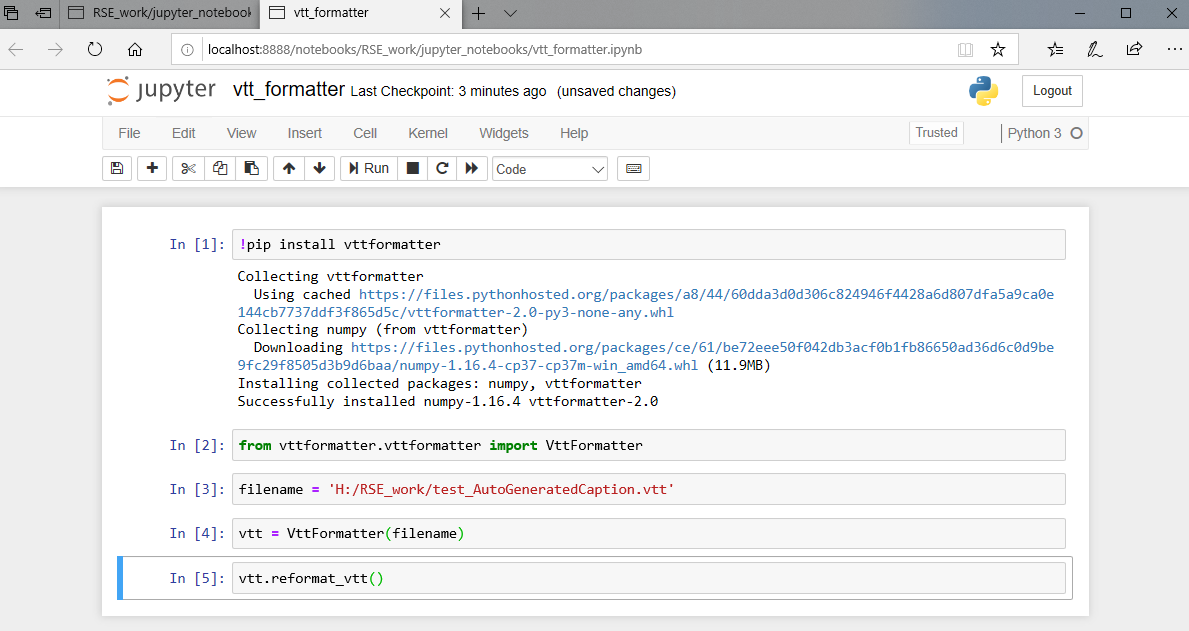 RSE_work/jupyter_notebook
vtt_formatter
localhost:8888/notebooks/RSE_work/jupyter_notebooks/vtt_formatter.ipynb
jupyter vtt_formatter Last Checkpoint: 3 minutes ago (unsaved changes) Logout
File Edit View Insert Cell Kernel Widgets Help Trusted Python 3
Run Code
In [1]: !pip install vttformatter
Collecting vttformatter
Using cached https://files.pythonhosted.org/packages/a8/44/60dda3d0d306c824946f4428a6d807dfa5a9ca0e
144cb7737ddf3f865d5c/vttformatter-2.0-py3-none-any.whl
Collecting numpy (from vttformatter)
Downloading https://files.pythonhosted.org/packages/ce/61/be72eee50f042db3acf0b1fb86650ad36d6c0d9be
9fc29f8505d3b9d6baa/numpy-1.16.4-cp37-cp37m-win_amd64.whl (11.9MB)
Installing collected packages: numpy, vttformatter
Successfully installed numpy-1.16.4 vttformatter-2.0
In [2]: from vttformatter.vttformatter import VttFormatter
In [3]: filename = 'H:/RSE_work/test_AutoGeneratedCaption.vtt'
In [4]: vtt = VttFormatter(filename)
In [5]: vtt.reformat_vtt()